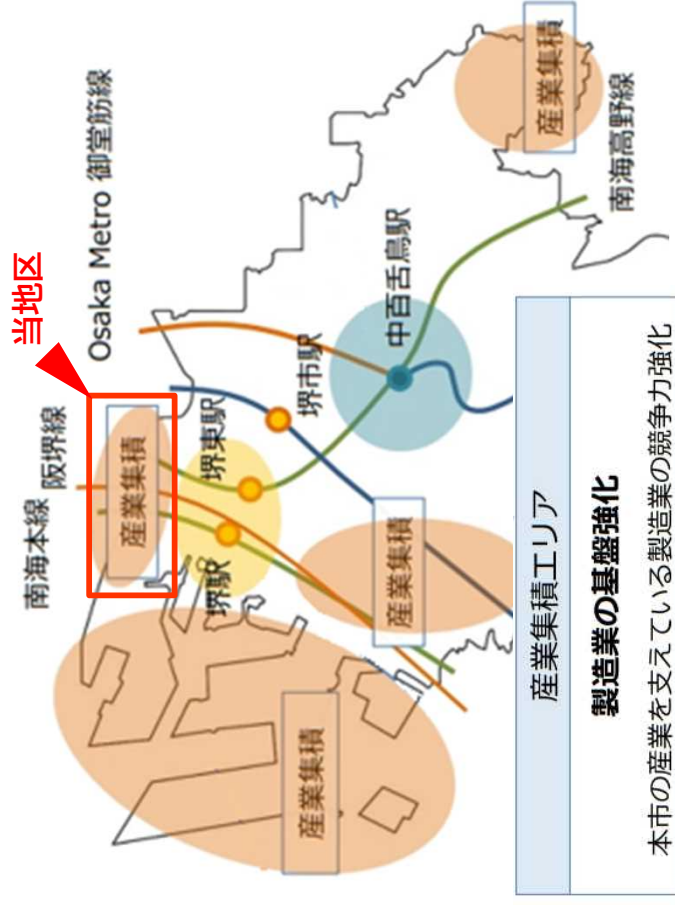 当地区
Osaka Metro 御堂筋線
南海本線
阪堺線
産業集積
堺東駅
堺市駅
堺駅
中百舌鳥駅
産業集積
南海高野線
産業集積
産業集積
産業集積エリア
製造業の基盤強化
本市の産業を支えている製造業の競争力強化